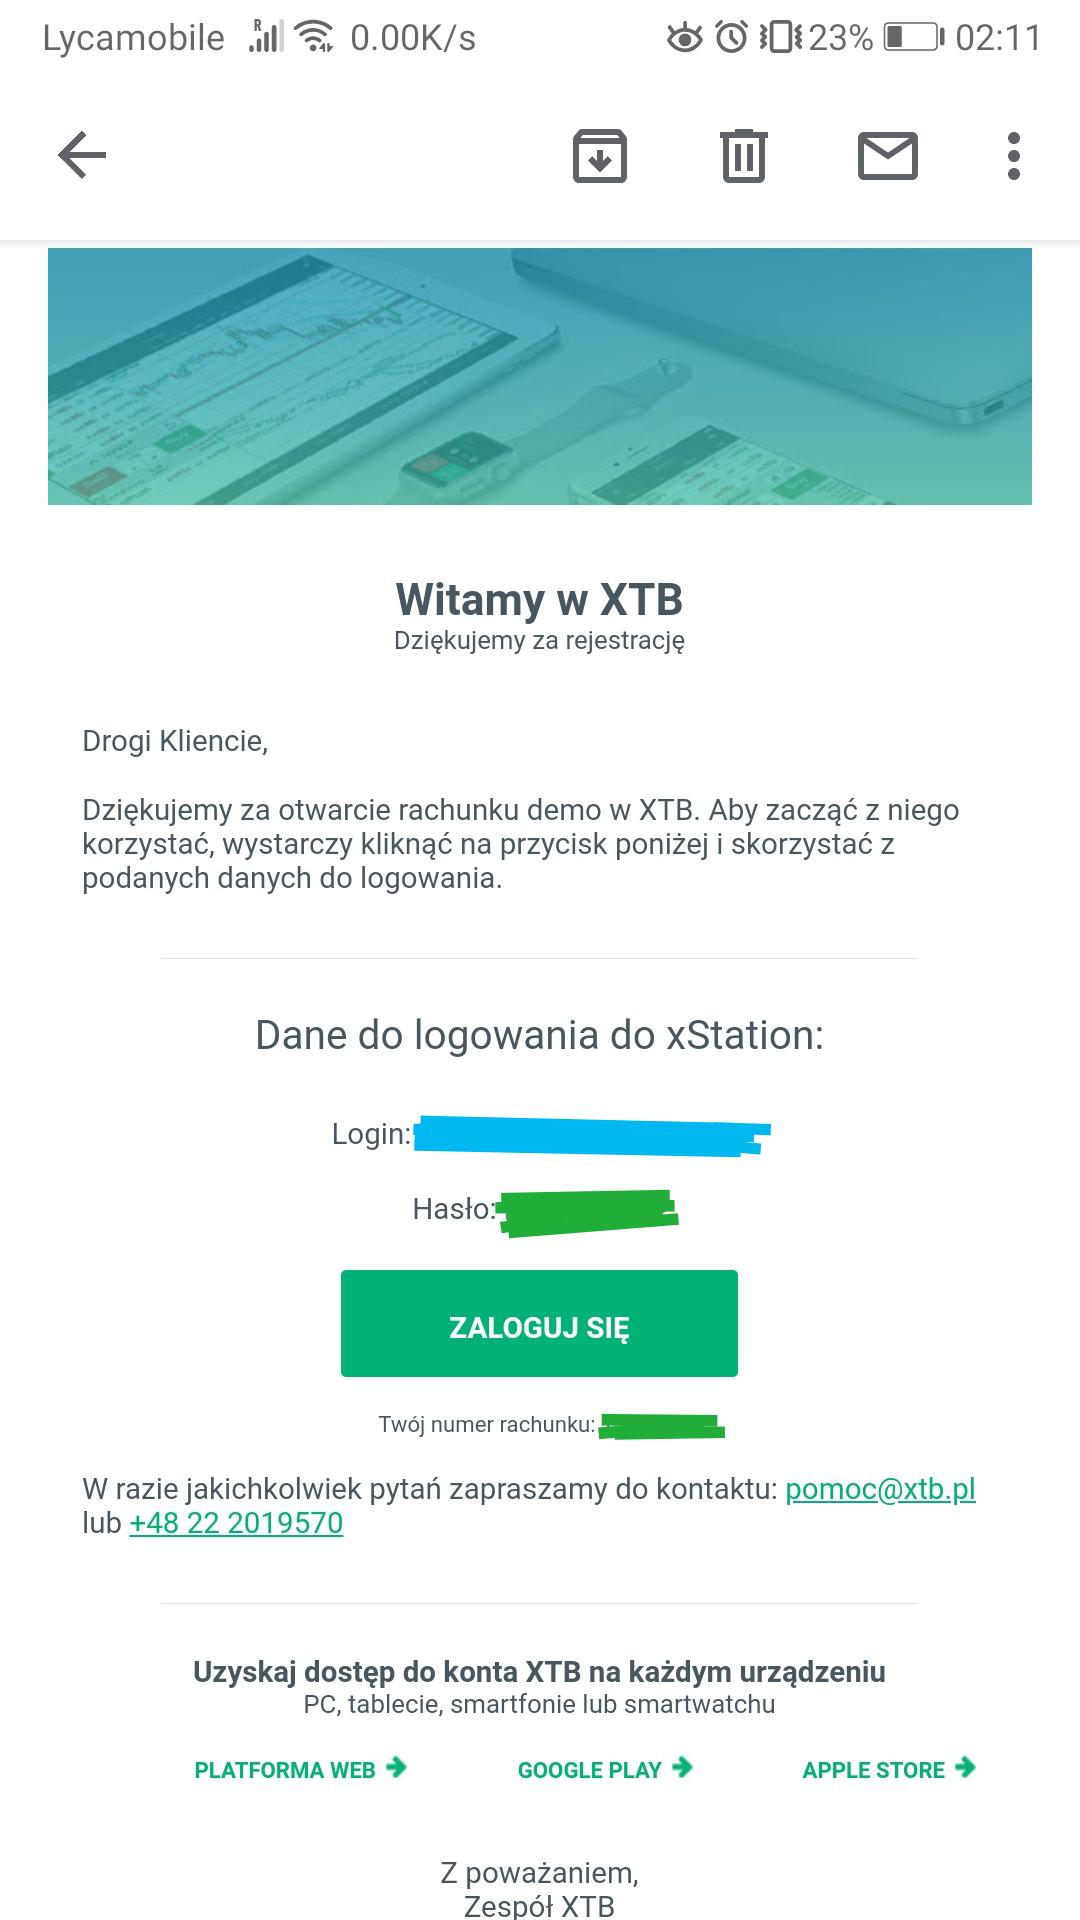 Lycamobile R 0.00K/s 23% 02:11
Witamy w XTB
Dziękujemy za rejestrację
Drogi Kliencie,
Dziękujemy za otwarcie rachunku demo w XTB. Aby zacząć z niego
korzystać, wystarczy kliknąć na przycisk poniżej i skorzystać z
podanych danych do logowania.
Dane do logowania do xStation:
Login:
Hasło:
ZALOGUJ SIĘ
Twój numer rachunku:
W razie jakichkolwiek pytań zapraszamy do kontaktu: pomoc@xtb.pl
lub +48 22 2019570
Uzyskaj dostęp do konta XTB na każdym urządzeniu
PC, tablecie, smartfonie lub smartwatchu
PLATFORMA WEB GOOGLE PLAY APPLE STORE
Z poważaniem,
Zespół XTB